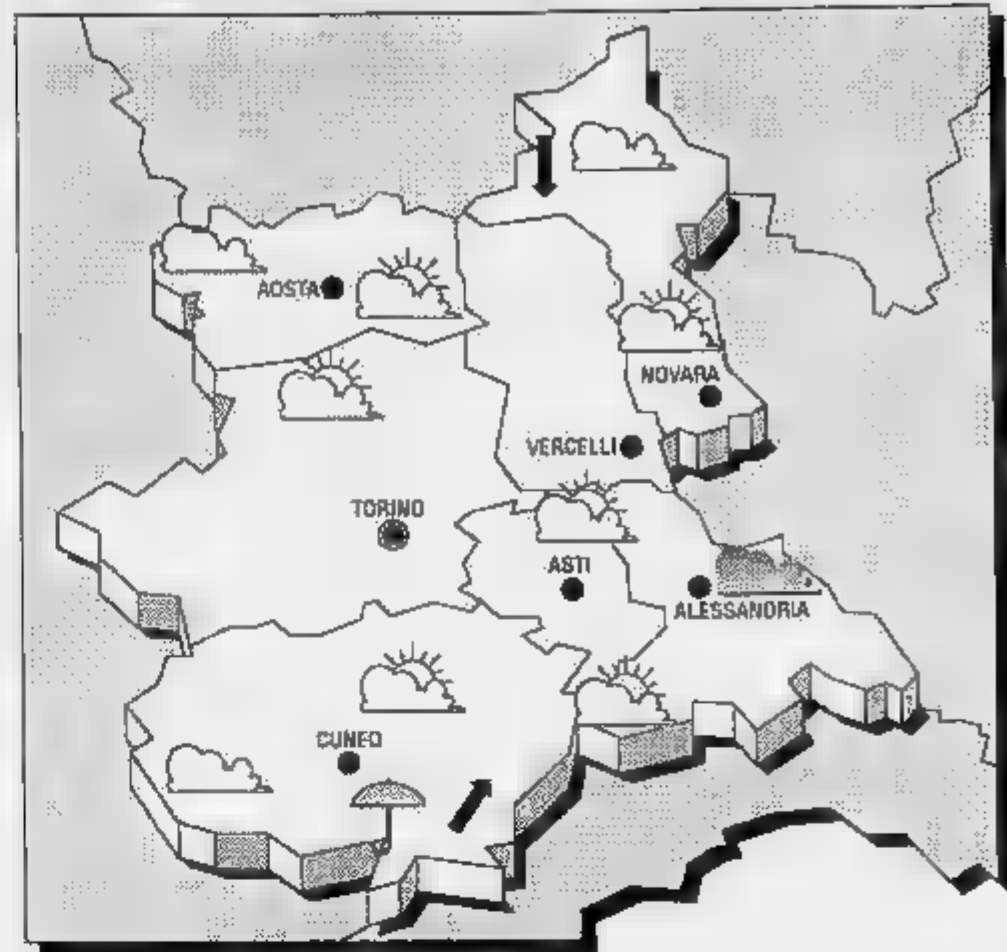 AOSTA
NOVARA
VERCELLI
TORINO
ASTI
ALESSANDRIA
CUNEO